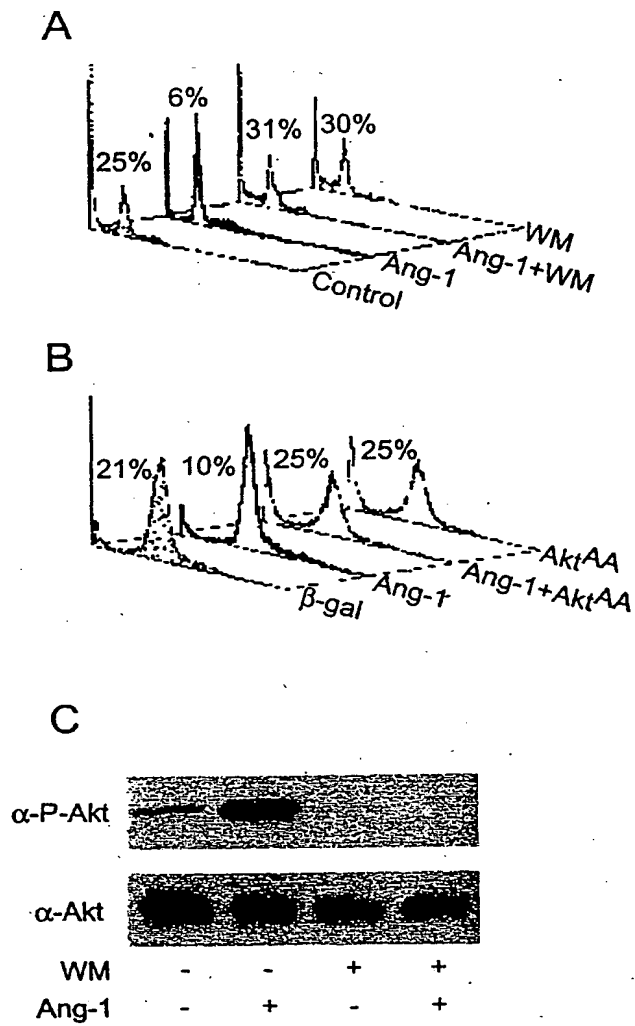 A
25%
6%
31%
30%
WM
Ang-1+WM
Ang-1
Control
B
21%
10%
25%
25%
AktAA
Ang-1+AktAA
Ang-1
β-gal
C
α-P-Akt
α-Akt
WM - - + +
Ang-1 - + - +